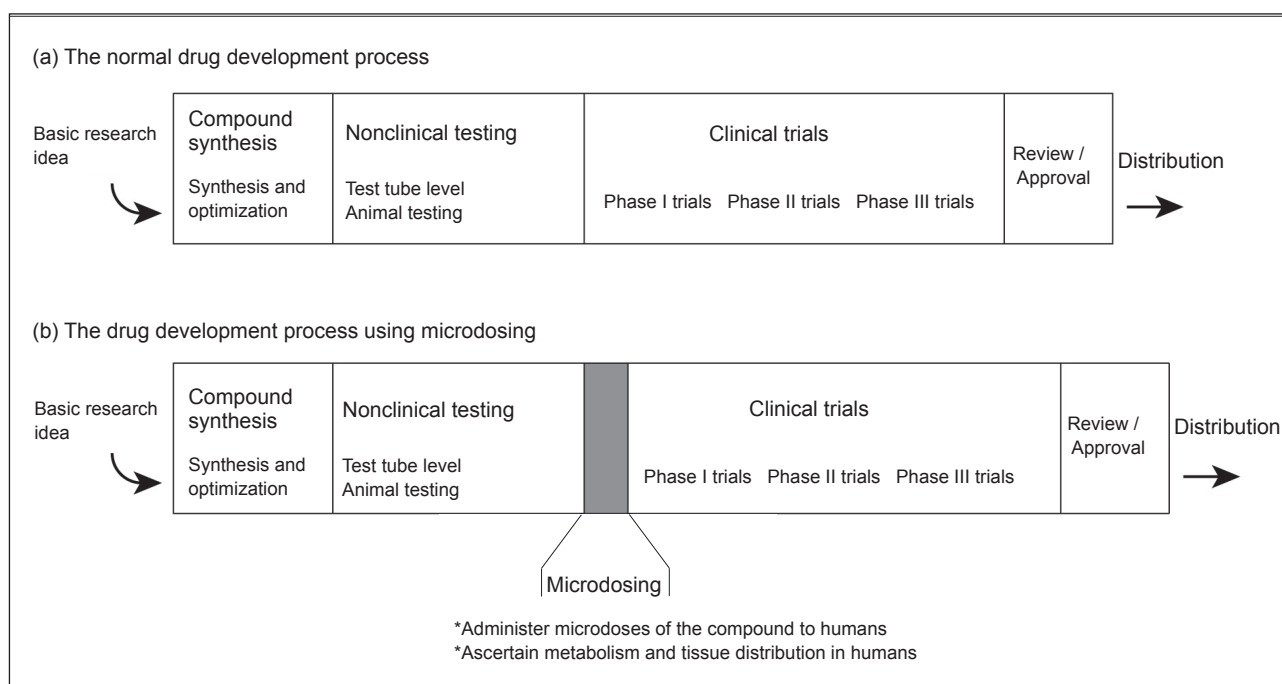 (a) The normal drug development process
Basic research
idea
Compound
synthesis
Synthesis and
optimization
Nonclinical testing
Test tube level
Animal testing
Clinical trials
Phase I trials Phase II trials Phase III trials
Review /
Approval
Distribution
(b) The drug development process using microdosing
Basic research
idea
Compound
synthesis
Synthesis and
optimization
Nonclinical testing
Test tube level
Animal testing
Clinical trials
Phase I trials Phase II trials Phase III trials
Review /
Approval
Distribution
Microdosing
*Administer microdoses of the compound to humans
*Ascertain metabolism and tissue distribution in humans